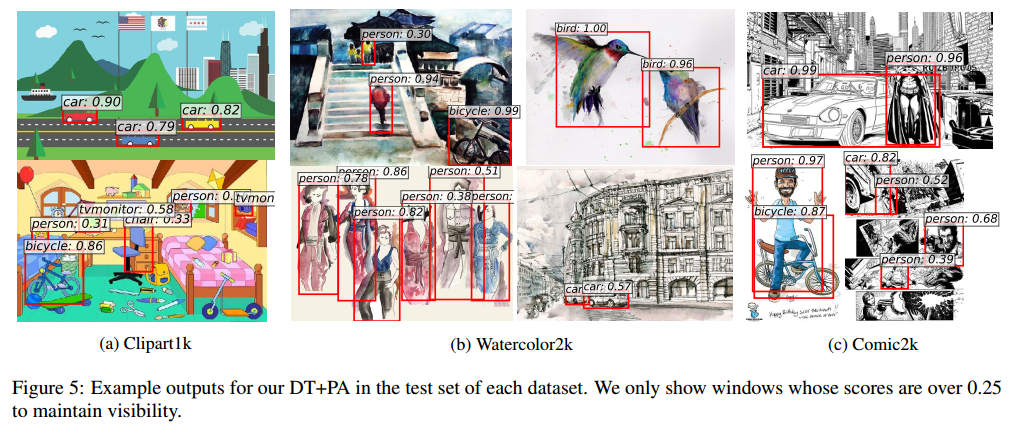 car: 0.90
car: 0.82
car: 0.79
person: 0.30
person: 0.94
bicycle: 0.99
bird: 1.00
bird: 0.96
person: 0.96
car: 0.99
person: 0.
tvmon
tvmonitor: 0.58
chair: 0.33
person: 0.31
bicycle: 0.86
person: 0.86
person: 0.78
person: 0.51
person: 0.82
person: 0.38
person:
car: 0.57
person: 0.97
bicycle: 0.87
car: 0.82
person: 0.52
person: 0.68
person: 0.39
(a) Clipart1k
(b) Watercolor2k
(c) Comic2k
Figure 5: Example outputs for our DT+PA in the test set of each dataset. We only show windows whose scores are over 0.25
to maintain visibility.